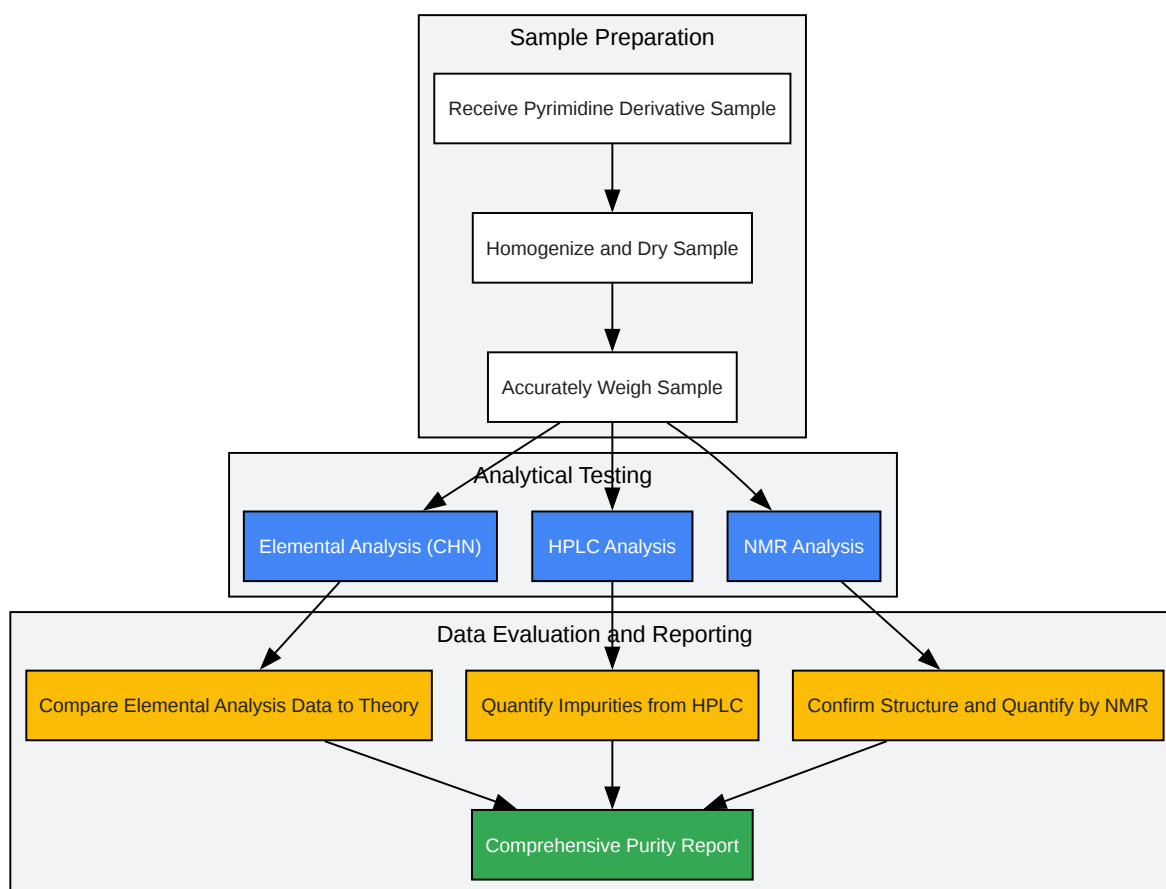 Sample Preparation
Receive Pyrimidine Derivative Sample
Homogenize and Dry Sample
Accurately Weigh Sample
Analytical Testing
Elemental Analysis (CHN)
HPLC Analysis
NMR Analysis
Data Evaluation and Reporting
Compare Elemental Analysis Data to Theory
Quantify Impurities from HPLC
Confirm Structure and Quantify by NMR
Comprehensive Purity Report